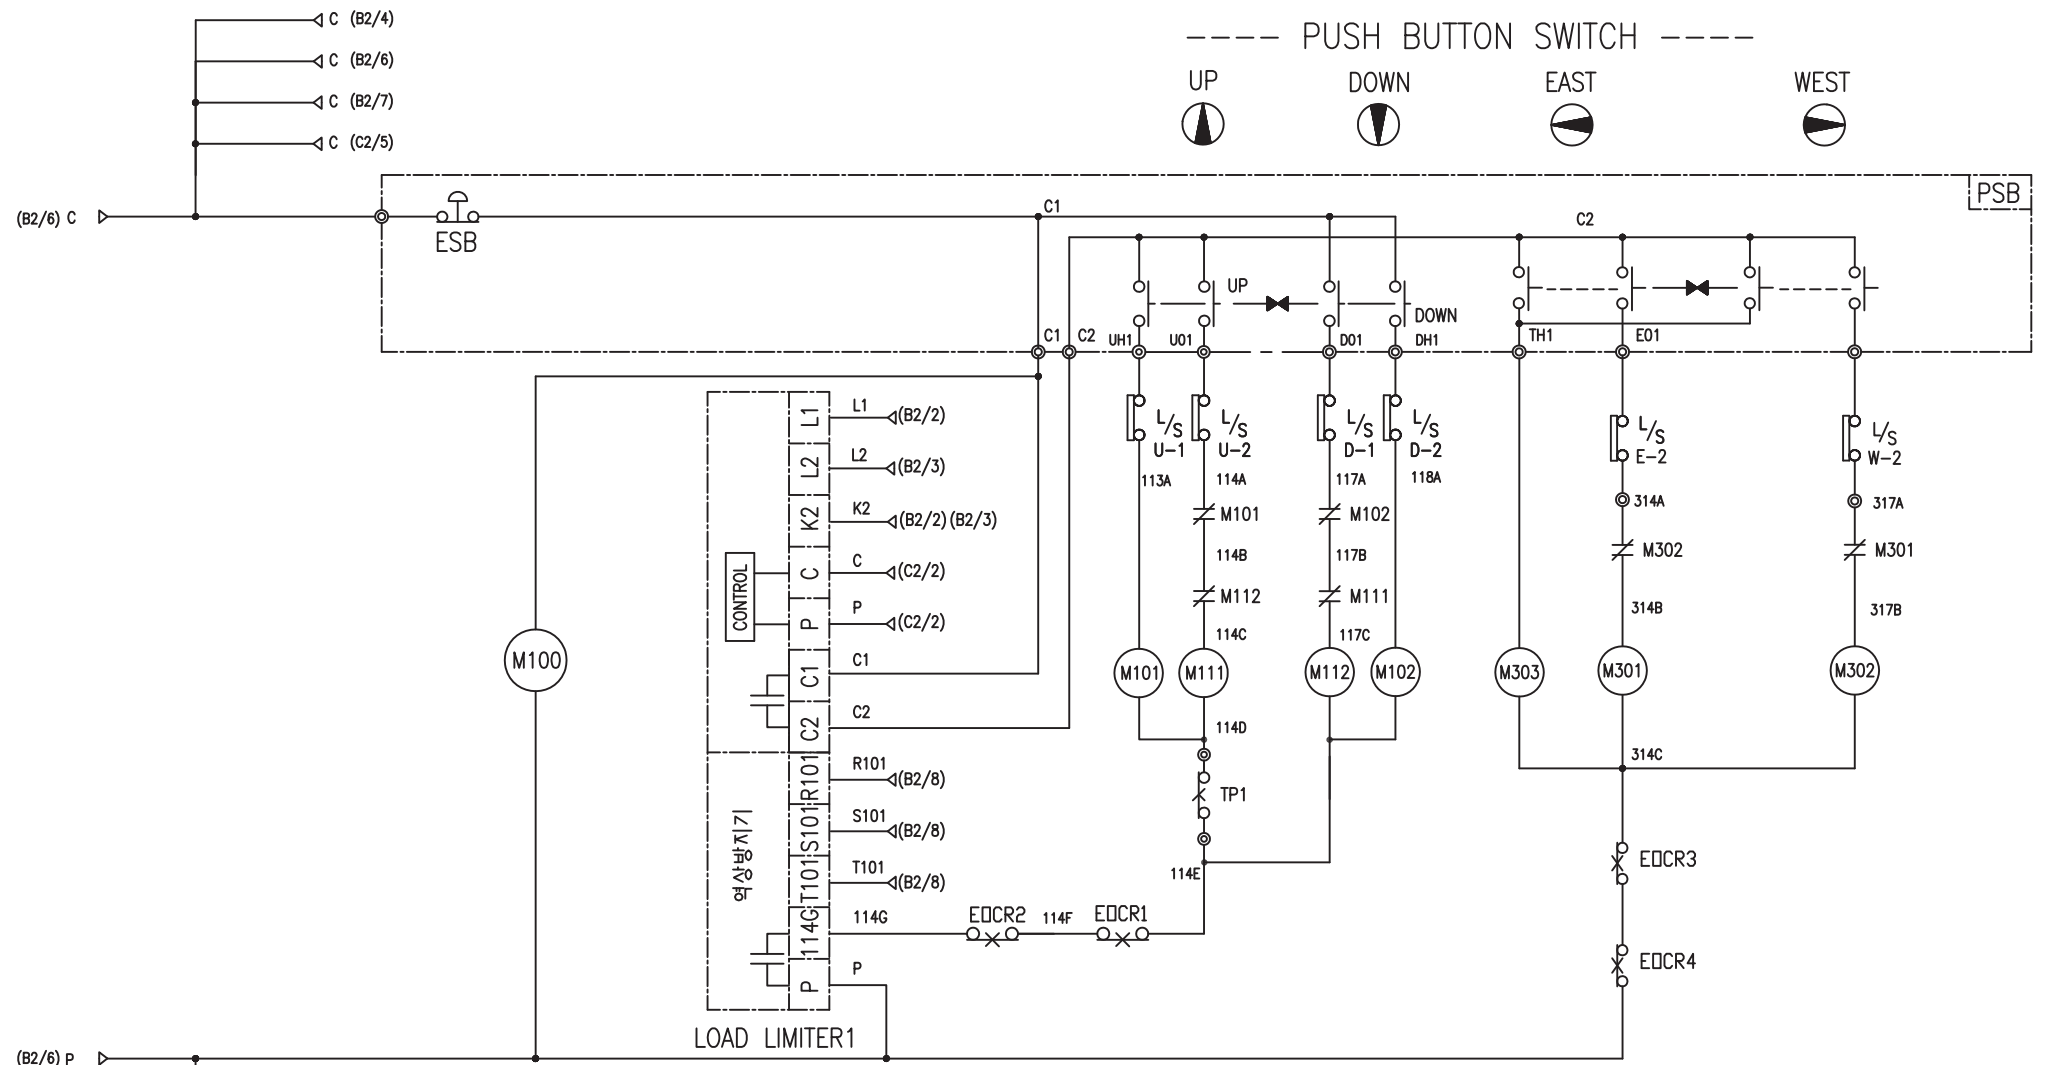 C (B2/4)
C (B2/6)
C (B2/7)
C (C2/5)
---- PUSH BUTTON SWITCH ----
UP DOWN EAST WEST
PSB
(B2/6) C
ESB
C1
C2
UP
DOWN
C1 C2 UH1 U01 D01 DH1 TH1 E01
L1 L1 (B2/2)
L2 L2 (B2/3)
K2 K2 (B2/2)(B2/3)
CONTROL
C C (C2/2)
P P (C2/2)
C1 C1
C2 C2
R101 R101 (B2/8)
S101 S101 (B2/8)
T101 T101 (B2/8)
114G 114G
P P
역상방지기
LOAD LIMITER1
M100
L/S U-1
L/S U-2
L/S D-1
L/S D-2
L/S E-2
L/S W-2
113A 114A 117A 118A
314A 317A
M101 M102
M302 M301
114B 117B
M112 M111
314B 317B
114C 117C
M101 M111 M112 M102 M303 M301 M302
114D
314C
TP1
114E
EOCR2 114F EOCR1
EOCR3
EOCR4
(B2/6) P